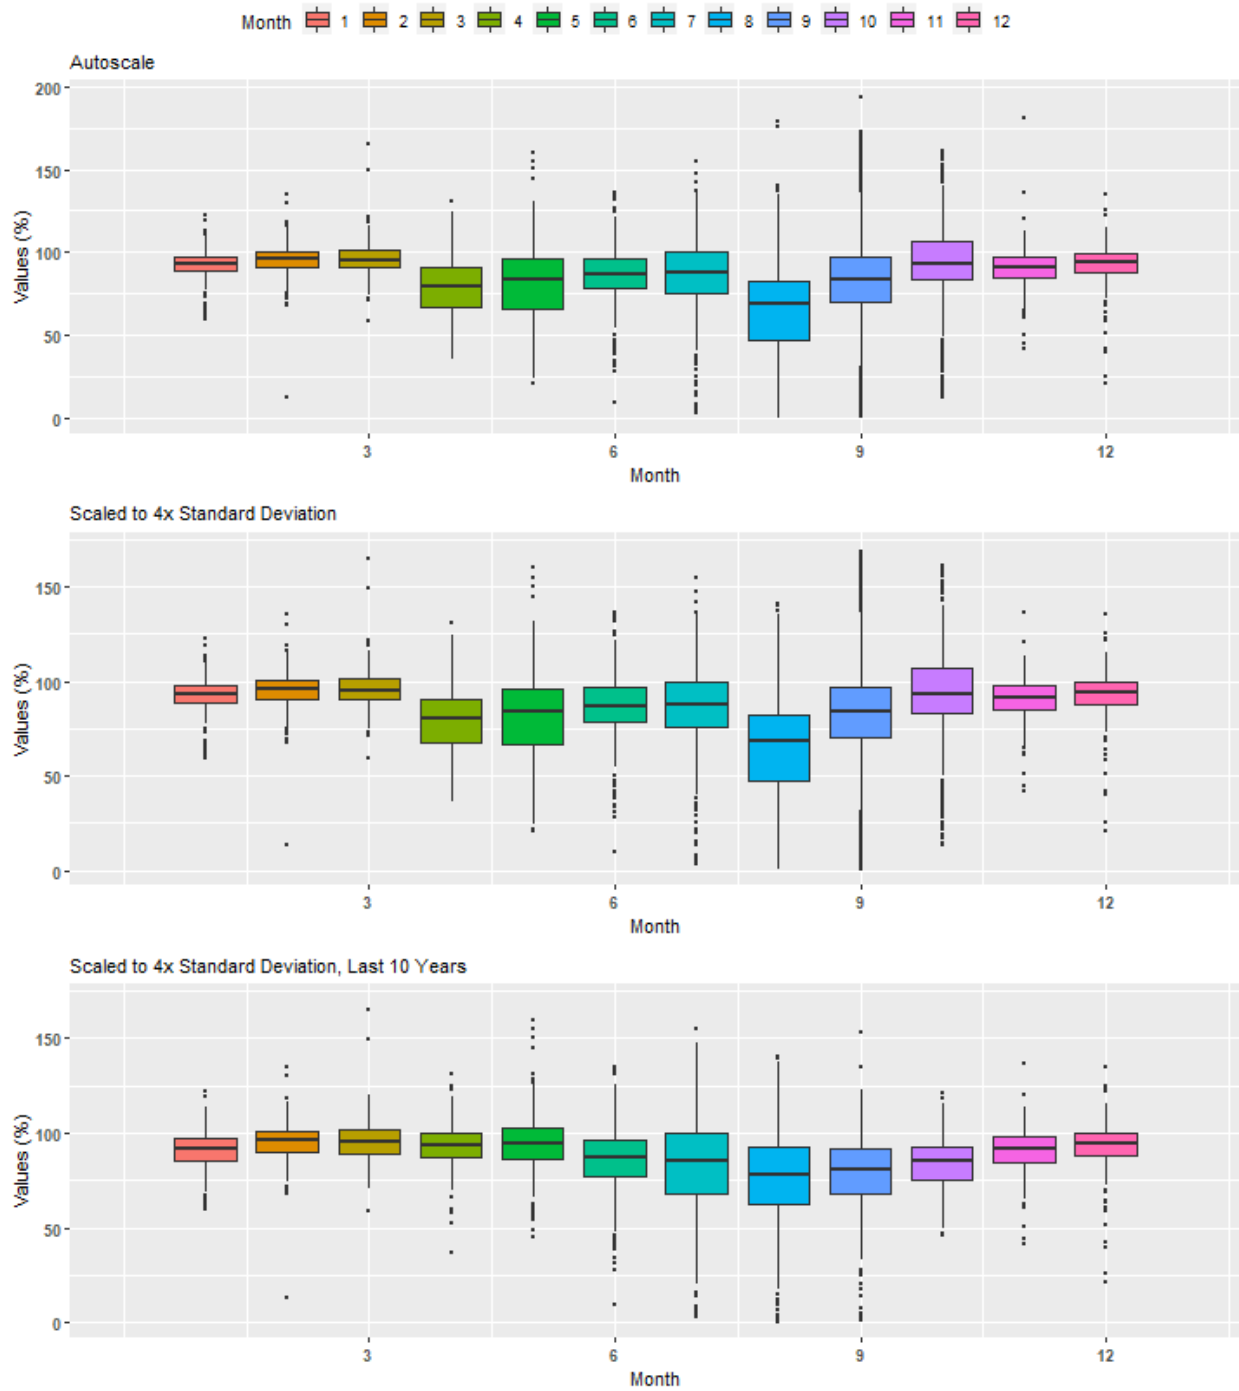 Month 1 2 3 4 5 6 7 8 9 10 11 12
Autoscale
200
150
100
50
0
Values (%)
3 6 9 12
Month
Scaled to 4x Standard Deviation
150
100
50
0
Values (%)
3 6 9 12
Month
Scaled to 4x Standard Deviation, Last 10 Years
150
100
50
0
Values (%)
3 6 9 12
Month